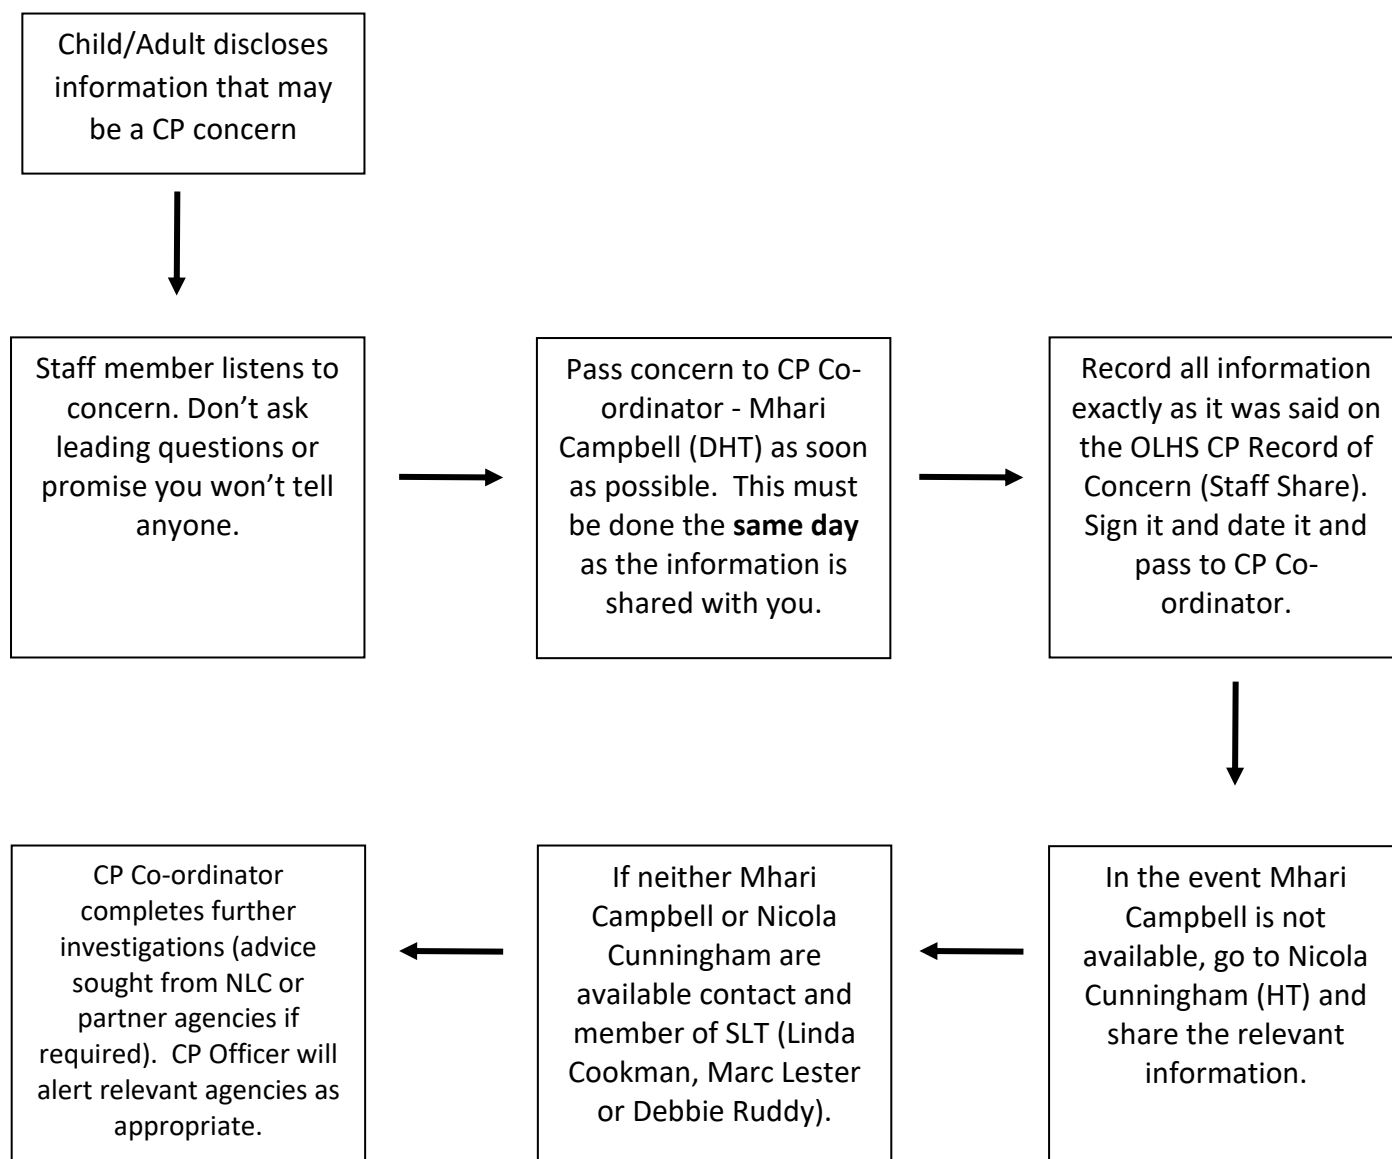 Child/Adult discloses
information that may
be a CP concern
Staff member listens to
concern. Don’t ask
leading questions or
promise you won’t tell
anyone.
Pass concern to CP Co-
ordinator - Mhari
Campbell (DHT) as soon
as possible.  This must
be done the same day
as the information is
shared with you.
Record all information
exactly as it was said on
the OLHS CP Record of
Concern (Staff Share).
Sign it and date it and
pass to CP Co-
ordinator.
In the event Mhari
Campbell is not
available, go to Nicola
Cunningham (HT) and
share the relevant
information.
If neither Mhari
Campbell or Nicola
Cunningham are
available contact and
member of SLT (Linda
Cookman, Marc Lester
or Debbie Ruddy).
CP Co-ordinator
completes further
investigations (advice
sought from NLC or
partner agencies if
required).  CP Officer will
alert relevant agencies as
appropriate.